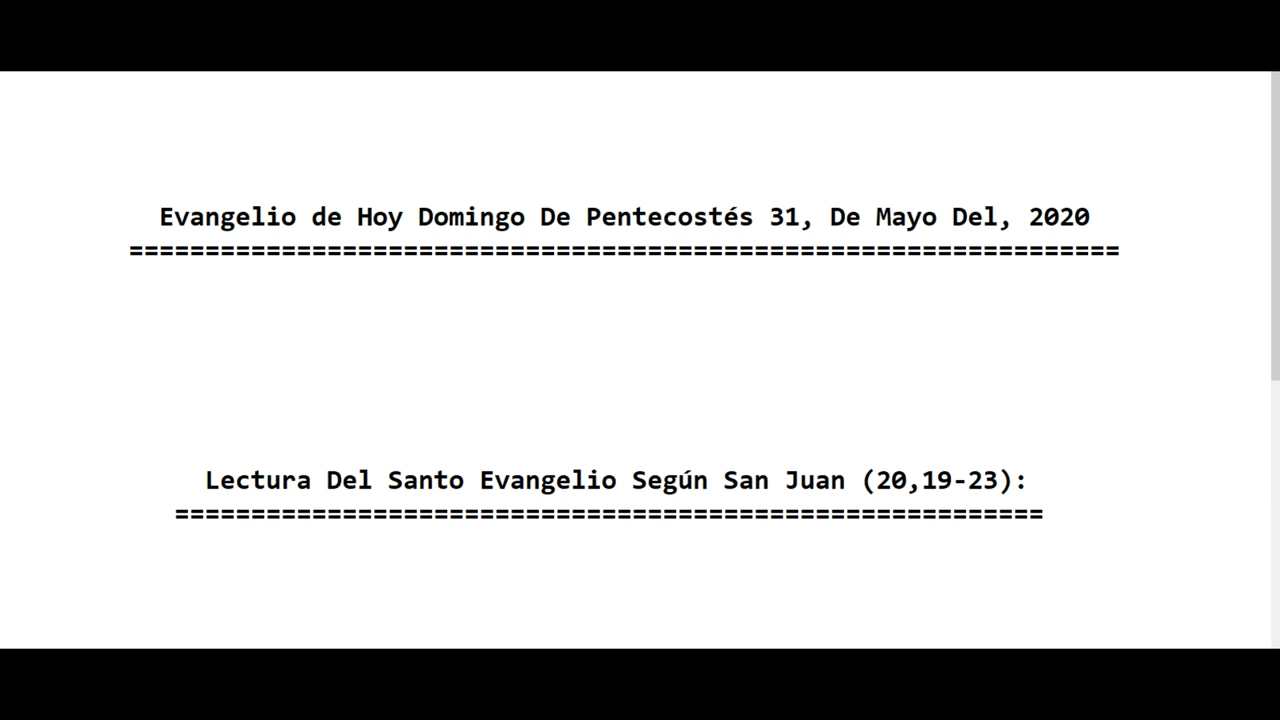 Evangelio de Hoy Domingo De Pentecostés 31, De Mayo Del, 2020
=================================================================
Lectura Del Santo Evangelio Según San Juan (20,19-23):
=========================================================